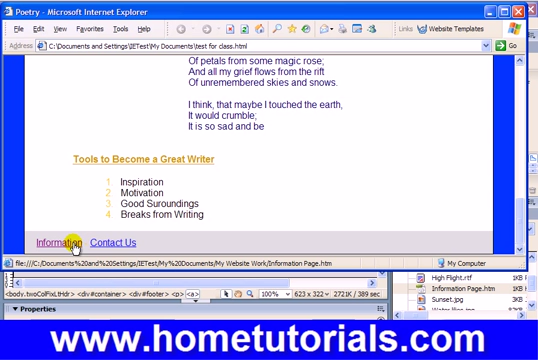 Poetry - Microsoft Internet Explorer
File Edit View Favorites Tools Help
Links Website Templates
Address C:\Documents and Settings\IETest\My Documents\test for class.html Go
Of petals from some magic rose;
And all my grief flows from the rift
Of unremembered skies and snows.
I think, that maybe I touched the earth,
It would crumble;
It is so sad and be
Tools to Become a Great Writer
1 Inspiration
2 Motivation
3 Good Suroundings
4 Breaks from Writing
Information Contact Us
file:///C:/Documents%20and%20Settings/IETest/My%20Documents/My Website Work/Information Page.htm My Computer
High Flight.rtf 1KB
Information Page.htm 1KB
Sunset.jpg 3KB
<body.twoColFixLtHdr> <div#container> <div#footer> <p> <a> 100% 623 x 322 2721K / 389 sec
Properties
www.hometutorials.com